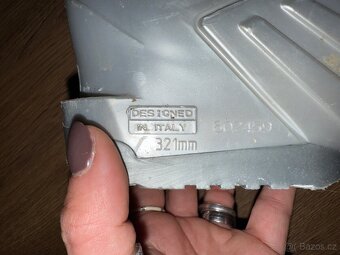 DESIGNED
IN ITALY
321mm
© Bazos.cz